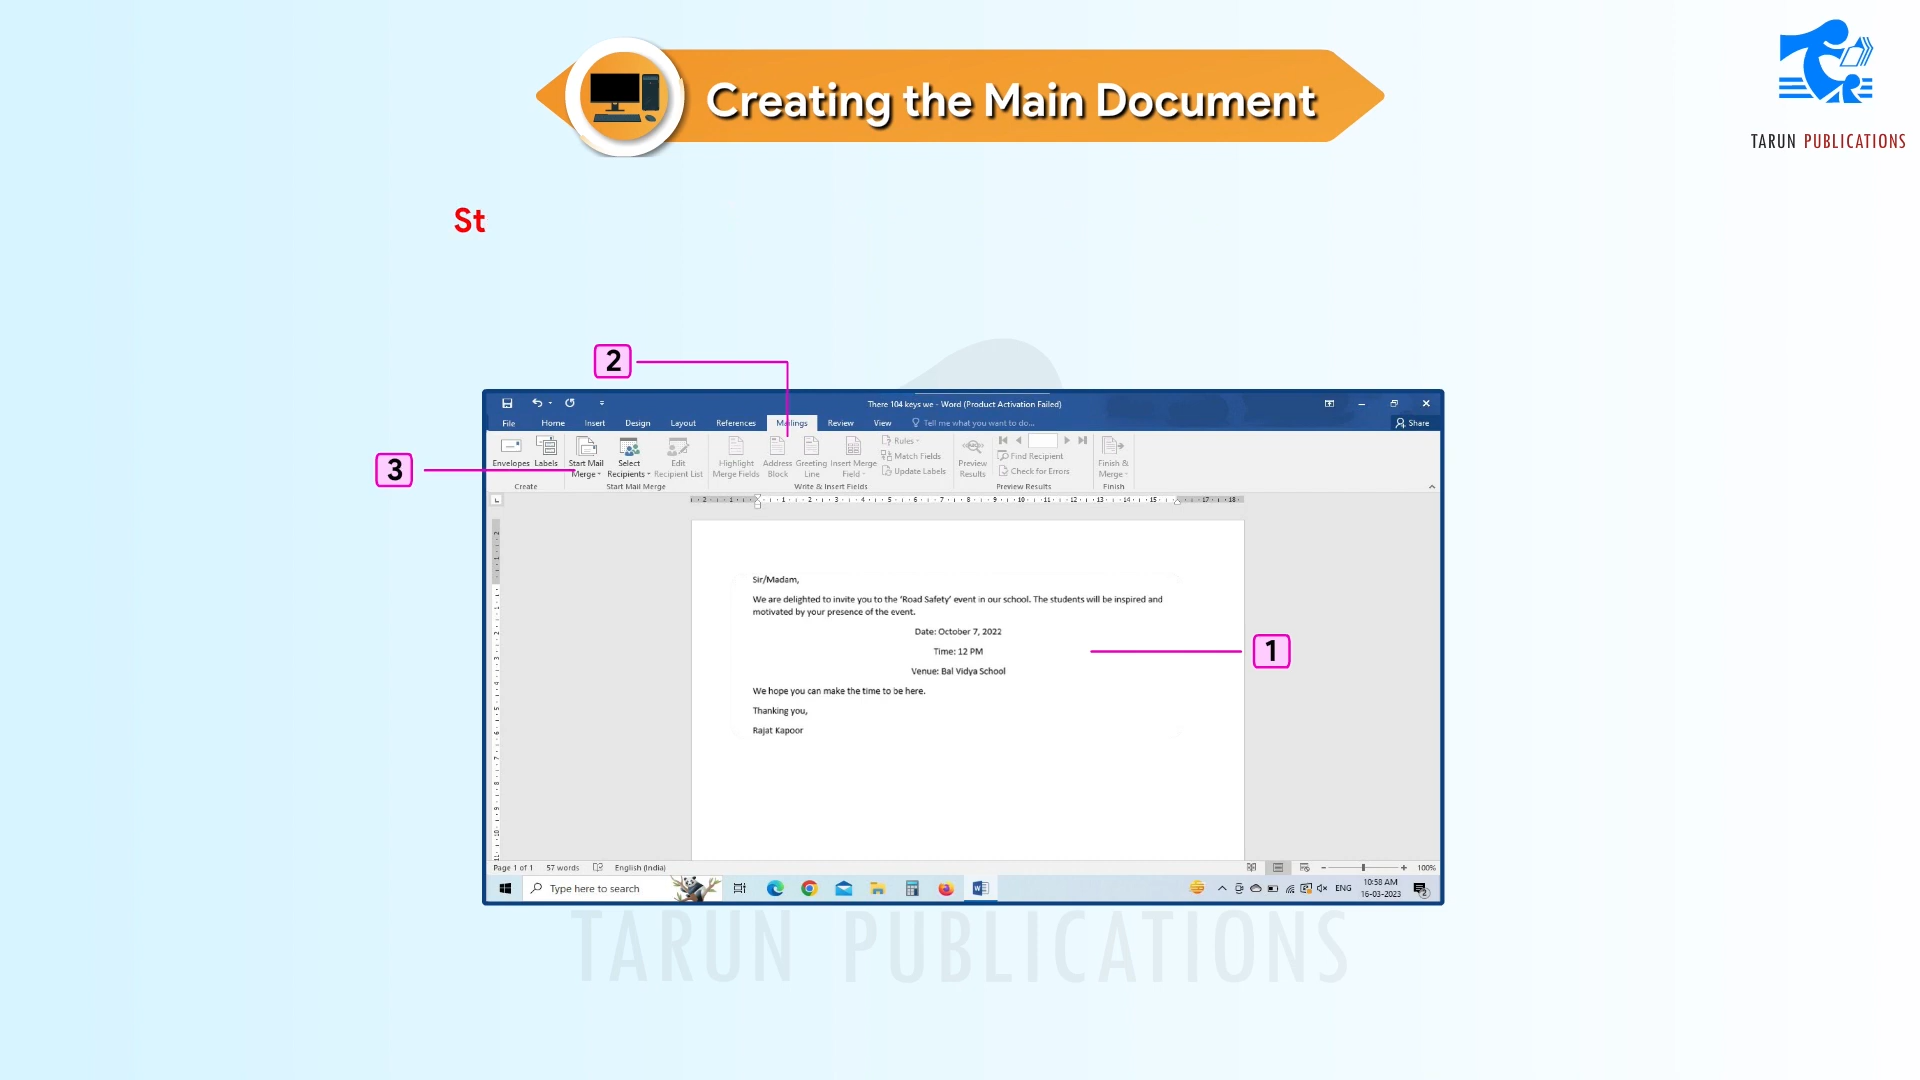 Creating the Main Document
TARUN PUBLICATIONS
St
2
There 104 keys we - Word (Product Activation Failed)
File Home Insert Design Layout References Mailings Review View Tell me what you want to do... Share
3
Envelopes Labels
Create
Start Mail Merge
Select Recipients
Edit Recipient List
Start Mail Merge
Highlight Merge Fields
Address Block
Greeting Line
Insert Merge Field
Rules
Match Fields
Update Labels
Write & Insert Fields
Preview Results
Find Recipient
Check for Errors
Preview Results
Finish & Merge
Finish
Sir/Madam,
We are delighted to invite you to the ‘Road Safety’ event in our school. The students will be inspired and
motivated by your presence of the event.
Date: October 7, 2022
Time: 12 PM
Venue: Bal Vidya School
We hope you can make the time to be here.
Thanking you,
Rajat Kapoor
1
Page 1 of 1 57 words English (India) 100%
Type here to search
ENG
10:58 AM
16-03-2023
TARUN PUBLICATIONS